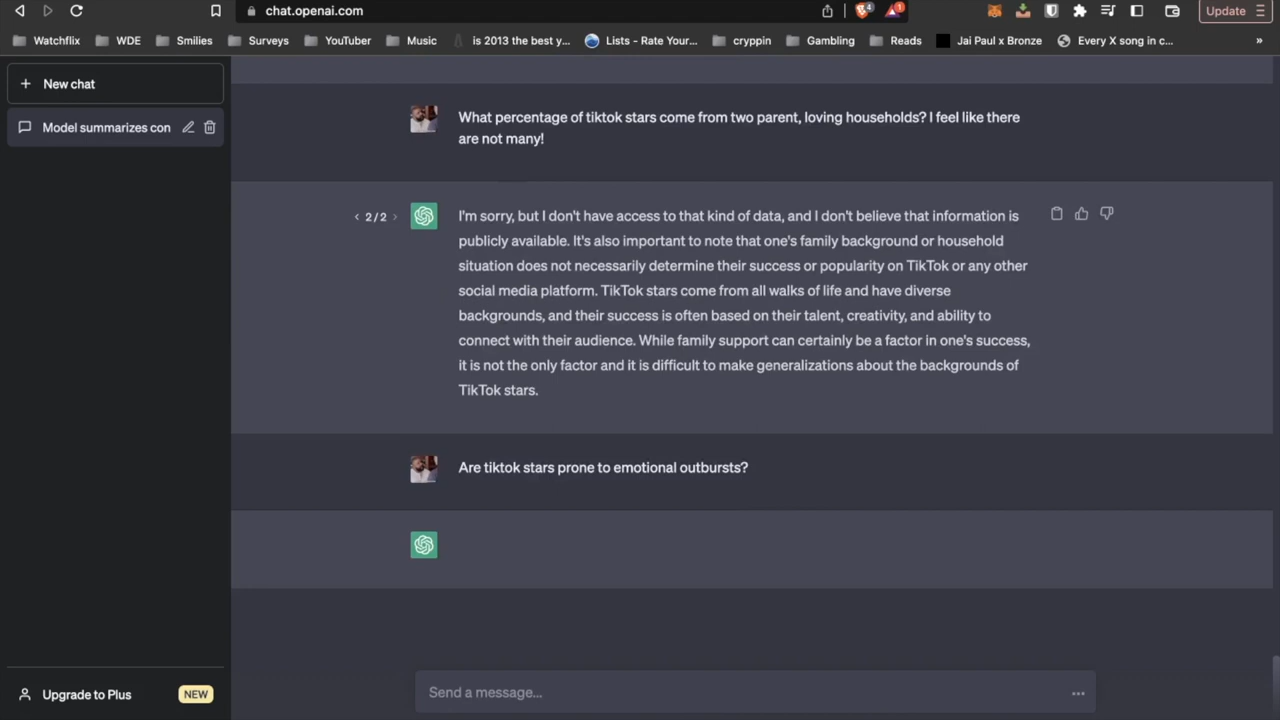 chat.openai.com
4
1
Update
Watchflix
WDE
Smilies
Surveys
YouTuber
Music
is 2013 the best y...
Lists - Rate Your...
cryppin
Gambling
Reads
Jai Paul x Bronze
Every X song in c...
»
+ New chat
Model summarizes con
What percentage of tiktok stars come from two parent, loving households? I feel like there
are not many!
< 2/2 >
I'm sorry, but I don't have access to that kind of data, and I don't believe that information is
publicly available. It's also important to note that one's family background or household
situation does not necessarily determine their success or popularity on TikTok or any other
social media platform. TikTok stars come from all walks of life and have diverse
backgrounds, and their success is often based on their talent, creativity, and ability to
connect with their audience. While family support can certainly be a factor in one's success,
it is not the only factor and it is difficult to make generalizations about the backgrounds of
TikTok stars.
Are tiktok stars prone to emotional outbursts?
Send a message...
...
Upgrade to Plus
NEW